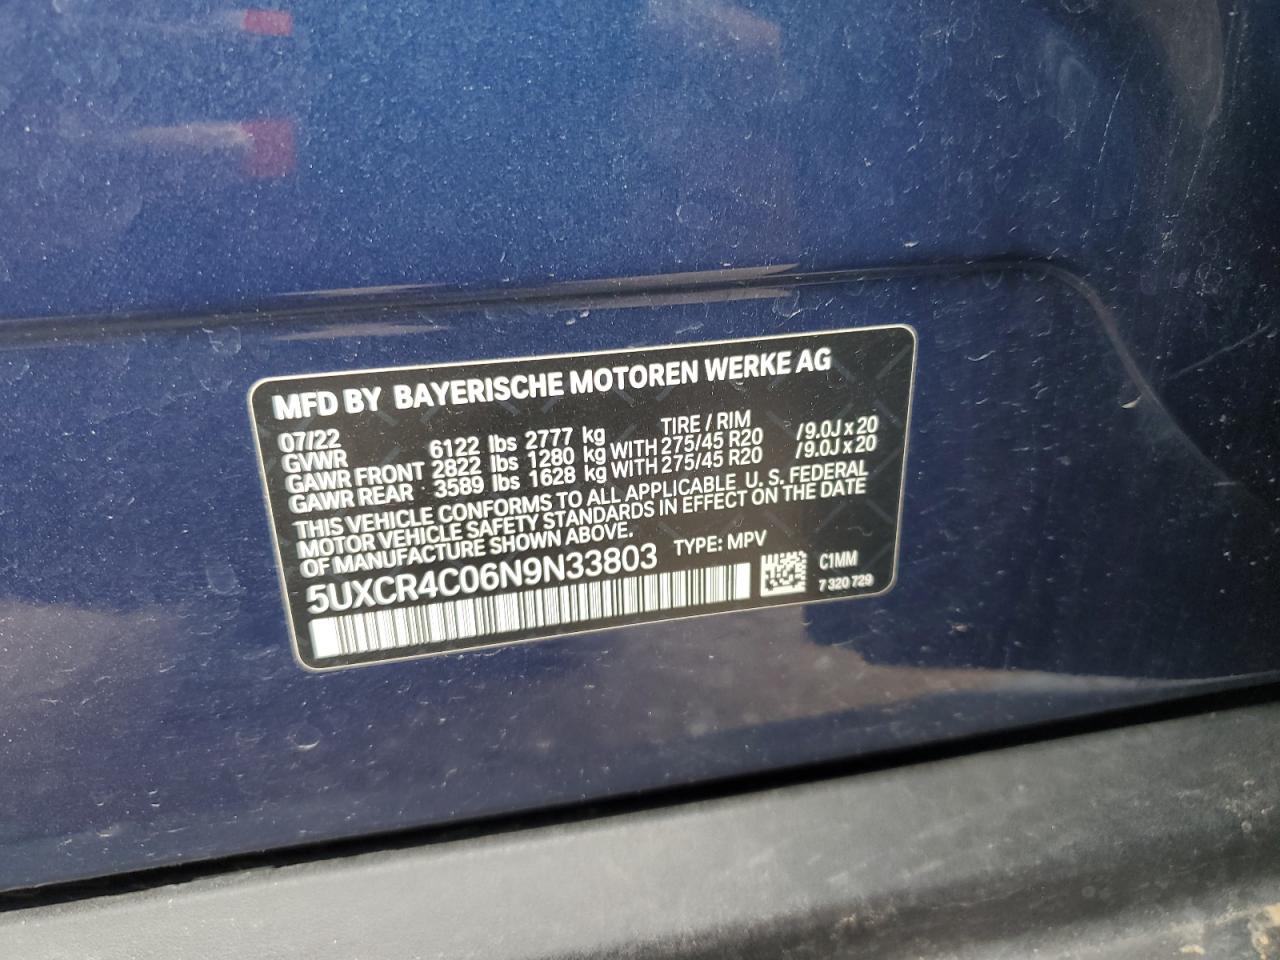 MFD BY BAYERISCHE MOTOREN WERKE AG
07/22 TIRE / RIM
GVWR 6122 lbs 2777 kg
GAWR FRONT 2822 lbs 1280 kg WITH 275/45 R20 /9.0J x 20
GAWR REAR 3589 lbs 1628 kg WITH 275/45 R20 /9.0J x 20
THIS VEHICLE CONFORMS TO ALL APPLICABLE U. S. FEDERAL
MOTOR VEHICLE SAFETY STANDARDS IN EFFECT ON THE DATE
OF MANUFACTURE SHOWN ABOVE.
5UXCR4C06N9N33803 TYPE: MPV
C1MM
7 320 729